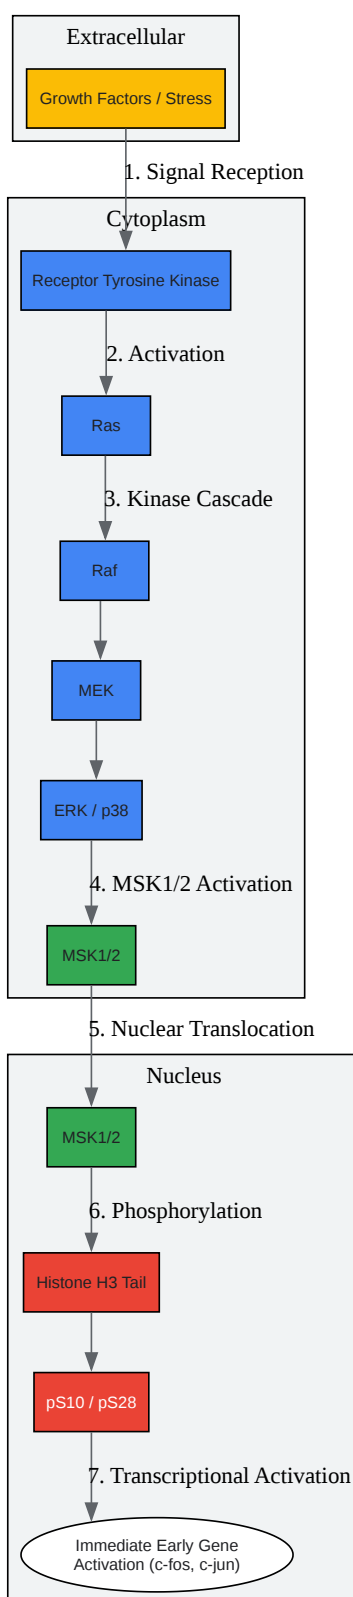 Extracellular
Growth Factors / Stress
1. Signal Reception
Cytoplasm
Receptor Tyrosine Kinase
2. Activation
Ras
3. Kinase Cascade
Raf
MEK
ERK / p38
4. MSK1/2 Activation
MSK1/2
5. Nuclear Translocation
Nucleus
MSK1/2
6. Phosphorylation
Histone H3 Tail
pS10 / pS28
7. Transcriptional Activation
Immediate Early Gene
Activation (c-fos, c-jun)